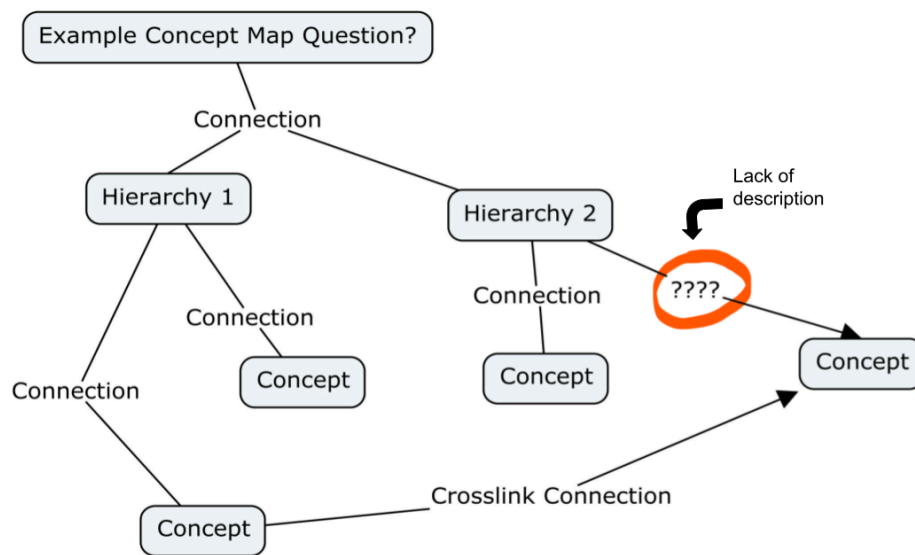 Example Concept Map Question?
Connection
Hierarchy 1
Lack of
description
Hierarchy 2
????
Connection
Connection
Concept
Concept
Concept
Connection
Crosslink Connection
Concept